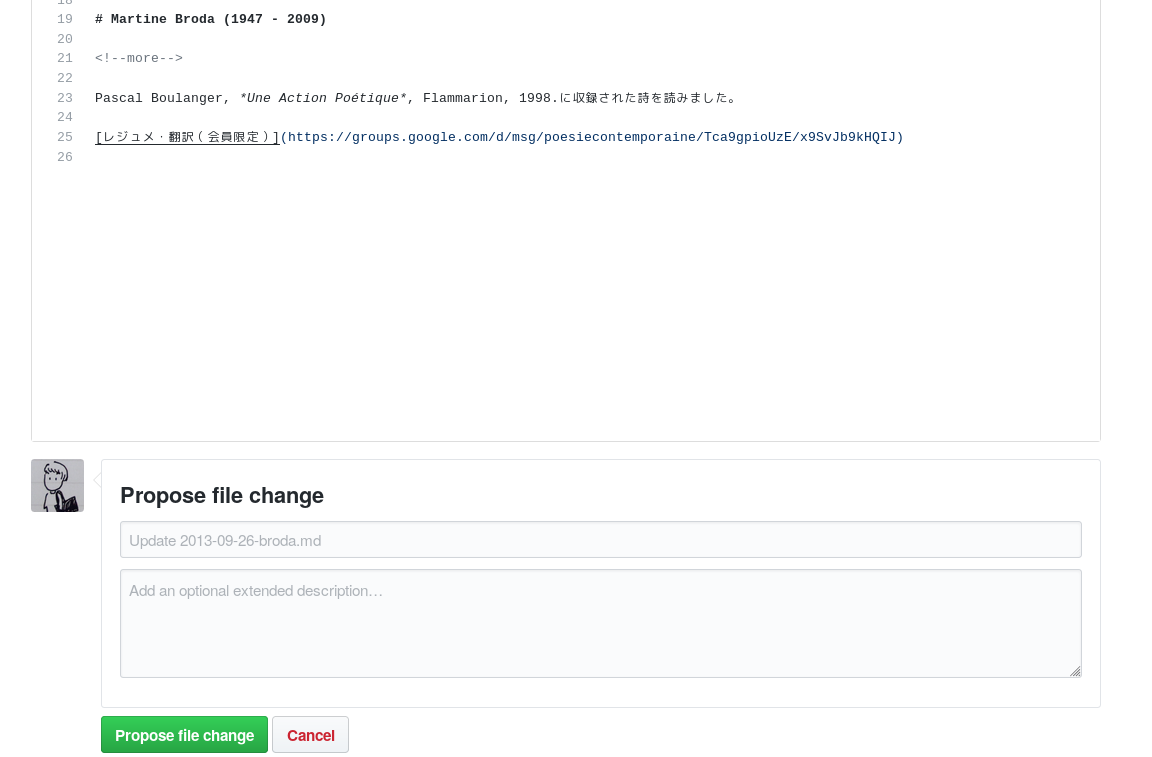 18
19 # Martine Broda (1947 - 2009)
20
21 <!--more-->
22
23 Pascal Boulanger, *Une Action Poétique*, Flammarion, 1998.に収録された詩を読みました。
24
25 [レジュメ・翻訳（会員限定）](https://groups.google.com/d/msg/poesiecontemporaine/Tca9gpioUzE/x9SvJb9kHQIJ)
26
Propose file change
Update 2013-09-26-broda.md
Add an optional extended description…
Propose file change Cancel